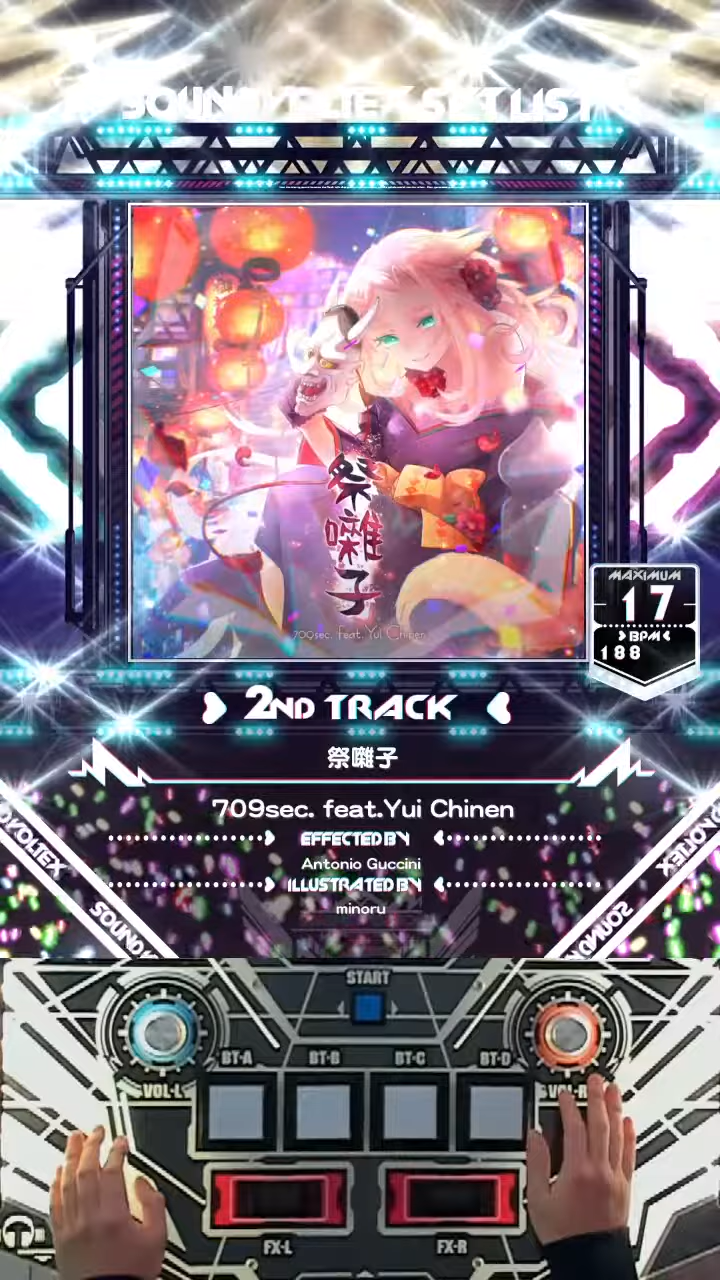 SOUND VOLTEX SET LIST
祭囃子
709sec. feat. Yui Chinen
MAXIMUM
17
BPM
188
2ND TRACK
祭囃子
709sec. feat.Yui Chinen
EFFECTED BY
Antonio Guccini
ILLUSTRATED BY
minoru
SOUND VOLTEX
SOUND VOLTEX
START
BT-A
BT-B
BT-C
BT-D
VOL-L
VOL-R
FX-L
FX-R